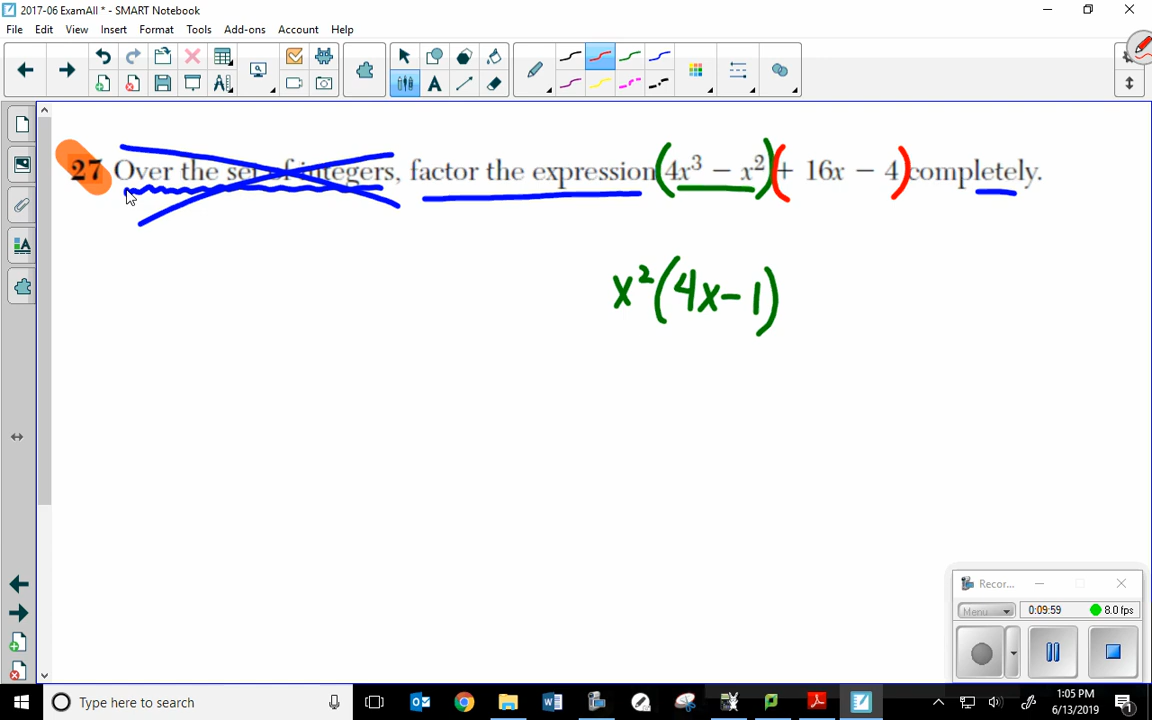 2017-06 ExamAll * - SMART Notebook
File Edit View Insert Format Tools Add-ons Account Help
27 Over the set of integers, factor the expression (4x³ − x²)(+ 16x − 4) completely.
x²(4x−1)
Recor...
Menu 0:09:59 8.0 fps
Type here to search
1:05 PM
6/13/2019
1